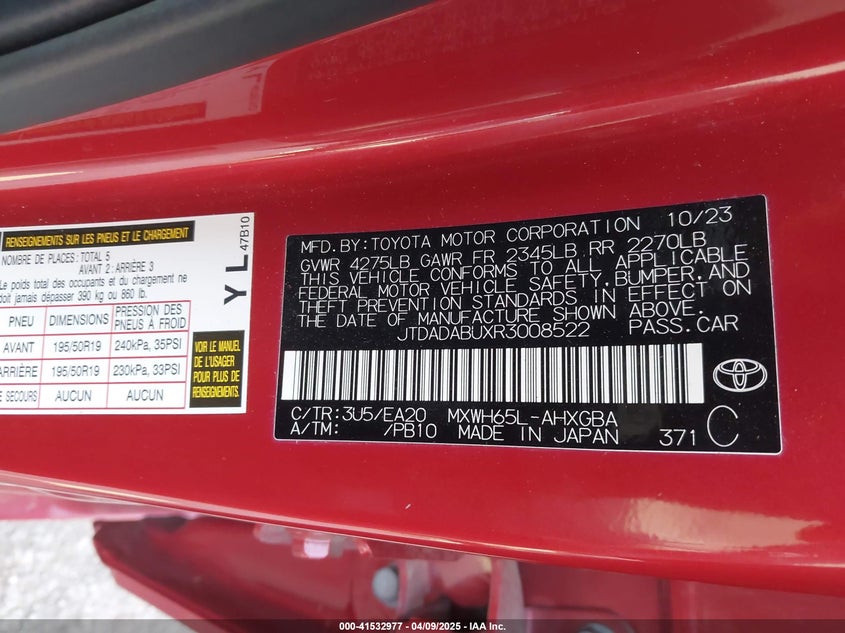 RENSEIGNEMENTS SUR LES PNEUS ET LE CHARGEMENT
NOMBRE DE PLACES: TOTAL 5
AVANT 2: ARRIÈRE 3
Le poids total des occupants et du chargement ne
doit jamais dépasser 390 kg ou 860 lb.
PNEU DIMENSIONS PRESSION DES PNEUS À FROID
AVANT 195/50R19 240kPa, 35PSI
ARRIÈRE 195/50R19 230kPa, 33PSI
SECOURS AUCUN AUCUN
VOIR LE MANUEL
DE L'USAGER
POUR PLUS DE
RENSEIGNEMENTS
YL
47B10
MFD.BY:TOYOTA MOTOR CORPORATION 10/23
GVWR 4275LB GAWR FR 2345LB RR 2270LB
THIS VEHICLE CONFORMS TO ALL APPLICABLE
FEDERAL MOTOR VEHICLE SAFETY,BUMPER,AND
THEFT PREVENTION STANDARDS IN EFFECT ON
THE DATE OF MANUFACTURE SHOWN ABOVE.
JTDADABUXR3008522 PASS.CAR
C/TR:3U5/EA20 MXWH65L-AHXGBA
A/TM: /PB10 MADE IN JAPAN 371 C
000-41532977 | 04/09/2025 | IAA Inc.